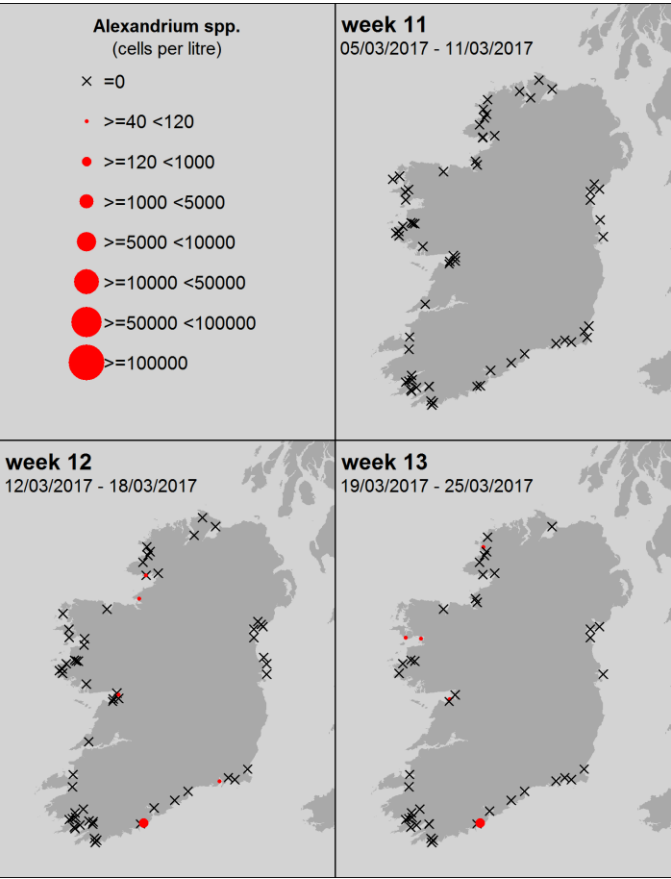 Alexandrium spp.
(cells per litre)
=0
>=40 <120
>=120 <1000
>=1000 <5000
>=5000 <10000
>=10000 <50000
>=50000 <100000
>=100000
week 11
05/03/2017 - 11/03/2017
week 12
12/03/2017 - 18/03/2017
week 13
19/03/2017 - 25/03/2017